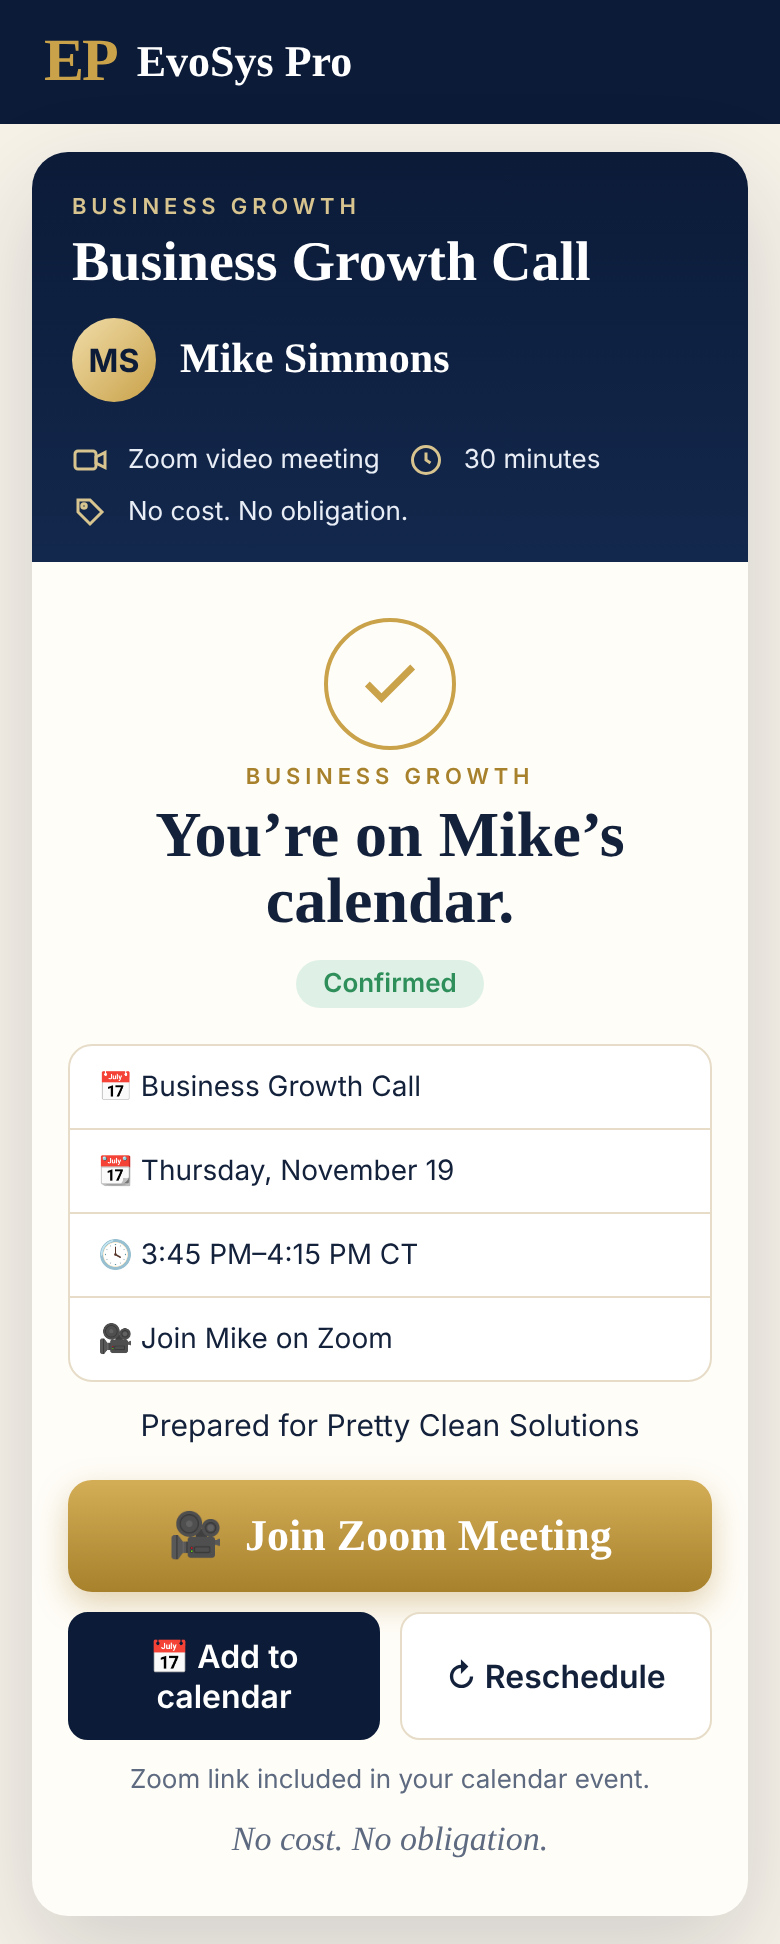 EP EvoSys Pro
BUSINESS GROWTH
Business Growth Call
MS Mike Simmons
Zoom video meeting 30 minutes
No cost. No obligation.
BUSINESS GROWTH
You’re on Mike’s
calendar.
Confirmed
📅 Business Growth Call
📆 Thursday, November 19
🕓 3:45 PM–4:15 PM CT
🎥 Join Mike on Zoom
Prepared for Pretty Clean Solutions
🎥 Join Zoom Meeting
📅 Add to
calendar
↻ Reschedule
Zoom link included in your calendar event.
No cost. No obligation.